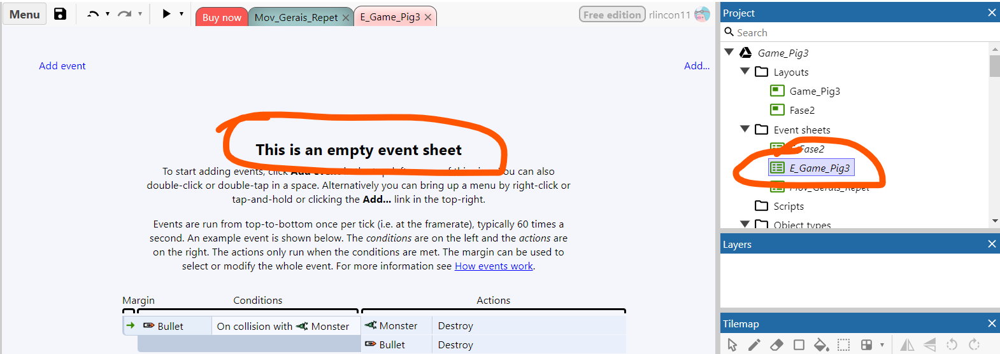 Menu
Buy now
Mov_Gerais_Repet
E_Game_Pig3
Free edition
rlincon11
Add event
Add...
This is an empty event sheet
To start adding events, click can also
double-click or double-tap in a space. Alternatively you can bring up a menu by right-click or
tap-and-hold or clicking the Add... link in the top-right.
Events are run from top-to-bottom once per tick (i.e. at the framerate), typically 60 times a
second. An example event is shown below. The conditions are on the left and the actions are
on the right. The actions only run when the conditions are met. The margin can be used to
select or modify the whole event. For more information see How events work.
Margin Conditions Actions
Bullet On collision with Monster Monster Destroy
Bullet Destroy
Project
Search
Game_Pig3
Layouts
Game_Pig3
Fase2
Event sheets
Fase2
E_Game_Pig3
Mov_Gerais_Repet
Scripts
Object types
Layers
Tilemap